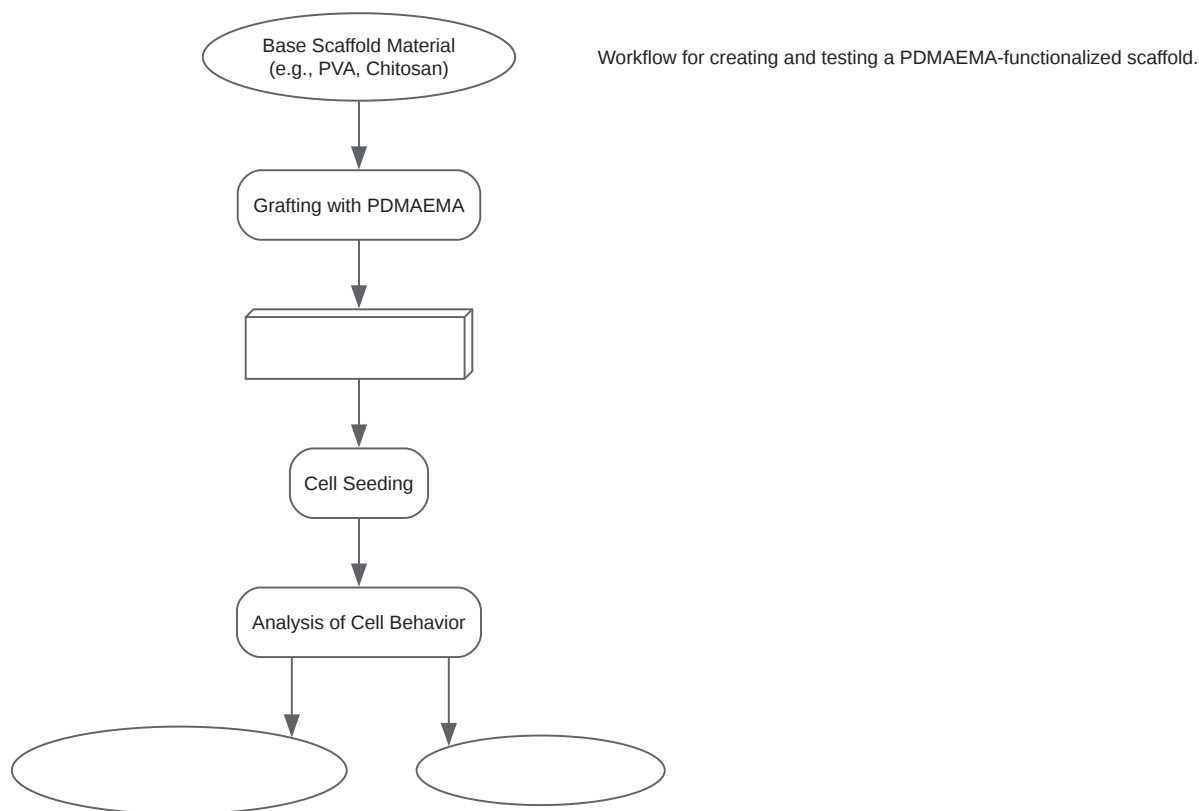 Base Scaffold Material
(e.g., PVA, Chitosan)
Workflow for creating and testing a PDMAEMA-functionalized scaffold.
Grafting with PDMAEMA
Cell Seeding
Analysis of Cell Behavior